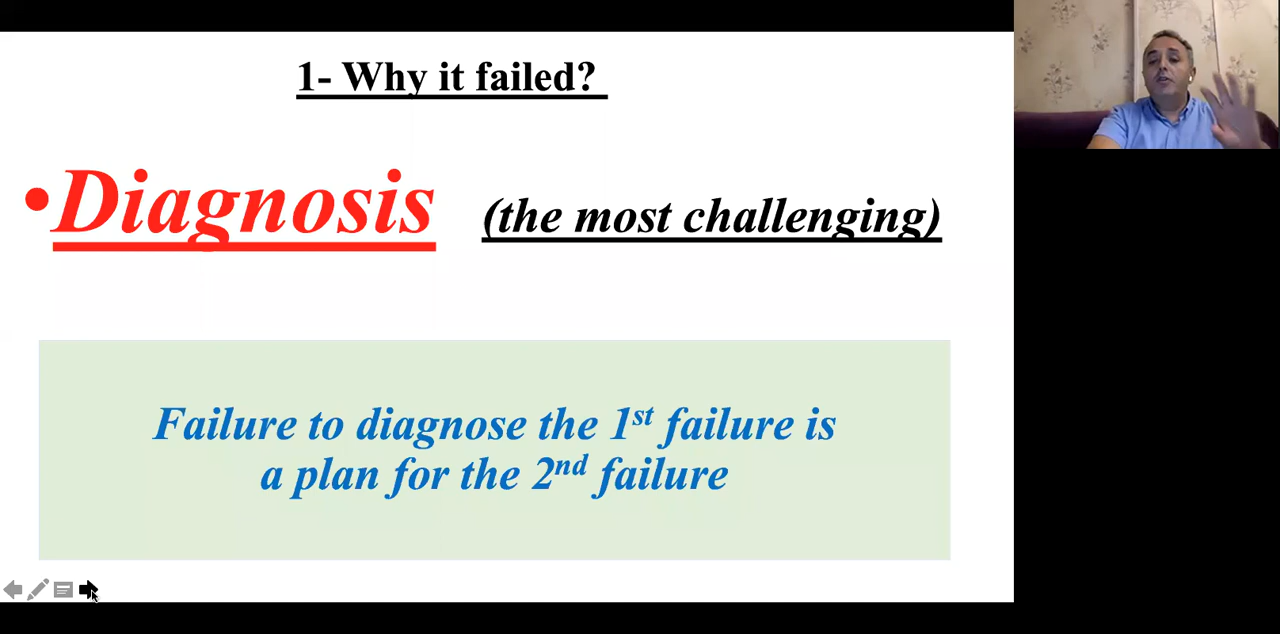 1- Why it failed?
•Diagnosis (the most challenging)
Failure to diagnose the 1st failure is
a plan for the 2nd failure